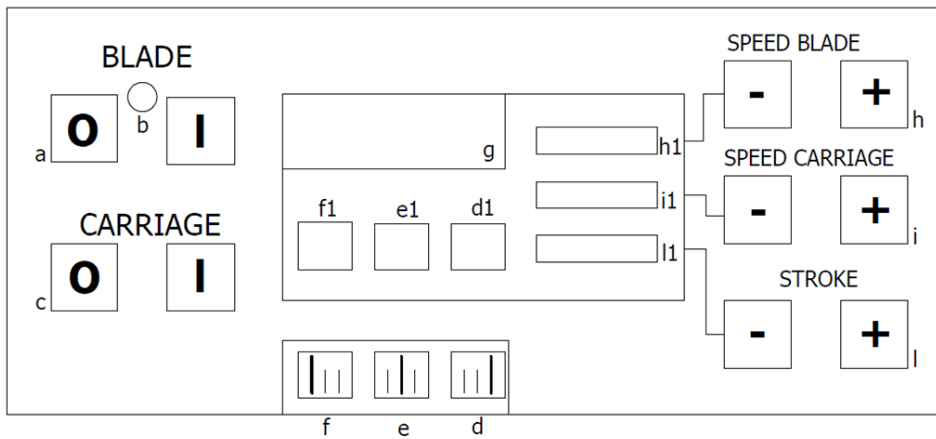 BLADE
O I
a b
CARRIAGE
O I
c
g
f1 e1 d1
h1
i1
l1
f e d
SPEED BLADE
- +
h
SPEED CARRIAGE
- +
i
STROKE
- +
l